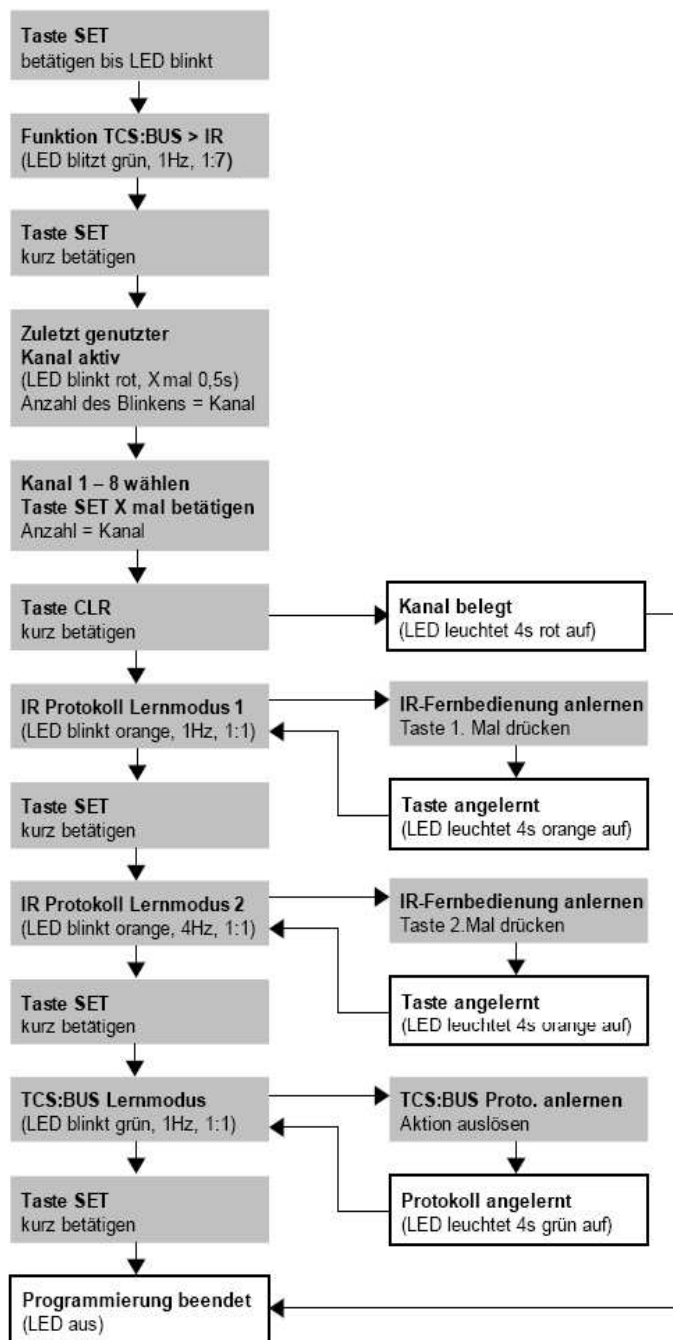 Taste SET
betätigen bis LED blinkt
Funktion TCS:BUS > IR
(LED blitzt grün, 1Hz, 1:7)
Taste SET
kurz betätigen
Zuletzt genutzter
Kanal aktiv
(LED blinkt rot, X mal 0,5s)
Anzahl des Blinkens = Kanal
Kanal 1 – 8 wählen
Taste SET X mal betätigen
Anzahl = Kanal
Taste CLR
kurz betätigen
Kanal belegt
(LED leuchtet 4s rot auf)
IR Protokoll Lernmodus 1
(LED blinkt orange, 1Hz, 1:1)
IR-Fernbedienung anlernen
Taste 1. Mal drücken
Taste angelernt
(LED leuchtet 4s orange auf)
Taste SET
kurz betätigen
IR Protokoll Lernmodus 2
(LED blinkt orange, 4Hz, 1:1)
IR-Fernbedienung anlernen
Taste 2.Mal drücken
Taste angelernt
(LED leuchtet 4s orange auf)
Taste SET
kurz betätigen
TCS:BUS Lernmodus
(LED blinkt grün, 1Hz, 1:1)
TCS:BUS Proto. anlernen
Aktion auslösen
Protokoll angelernt
(LED leuchtet 4s grün auf)
Taste SET
kurz betätigen
Programmierung beendet
(LED aus)